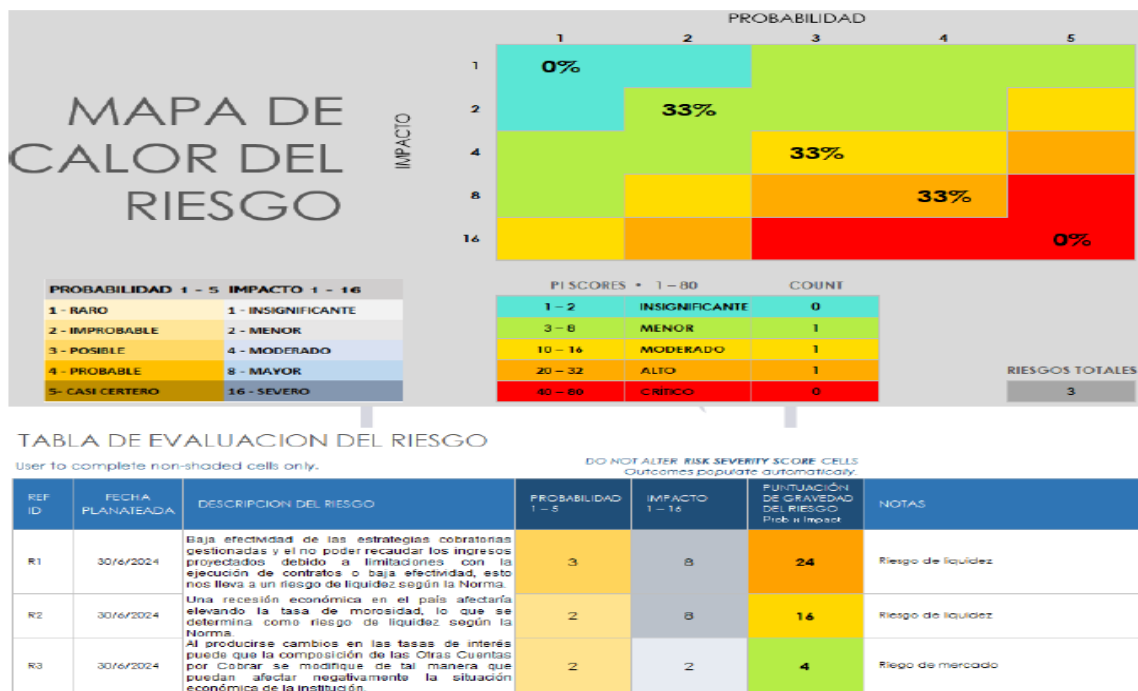 PROBABILIDAD
1 2 3 4 5
MAPA DE
CALOR DEL
RIESGO
IMPACTO
1 0%
2 33%
4 33%
8 33%
16 0%
PROBABILIDAD 1 - 5 IMPACTO 1 - 16
1 - RARO 1 - INSIGNIFICANTE
2 - IMPROBABLE 2 - MENOR
3 - POSIBLE 4 - MODERADO
4 - PROBABLE 8 - MAYOR
5- CASI CERTERO 16 - SEVERO
PI SCORES • 1 – 80 COUNT
1 – 2 INSIGNIFICANTE 0
3 – 8 MENOR 1
10 – 16 MODERADO 1
20 – 32 ALTO 1
40 – 80 CRÍTICO 0
RIESGOS TOTALES
3
TABLA DE EVALUACION DEL RIESGO
User to complete non-shaded cells only.
DO NOT ALTER RISK SEVERITY SCORE CELLS
Outcomes populate automatically.
REF
ID
FECHA
PLANATEADA
DESCRIPCION DEL RIESGO
PROBABILIDAD
1 – 5
IMPACTO
1 – 16
PUNTUACIÓN
DE GRAVEDAD
DEL RIESGO
Prob x Impact
NOTAS
R1
30/6/2024
Baja efectividad de las estrategias cobratorias
gestionadas y el no poder recaudar los ingresos
proyectados debido a limitaciones con la
ejecución de contratos o baja efectividad, esto
nos lleva a un riesgo de liquidez según la Norma.
3
8
24
Riesgo de liquidez
R2
30/6/2024
Una recesión económica en el país afectaría
elevando la tasa de morosidad, lo que se
determina como riesgo de liquidez según la
Norma.
2
8
16
Riesgo de liquidez
R3
30/6/2024
Al producirse cambios en las tasas de interés
puede que la composición de las Otras Cuentas
por Cobrar se modifique de tal manera que
puedan afectar negativamente la situación
económica de la institución.
2
2
4
Riego de mercado